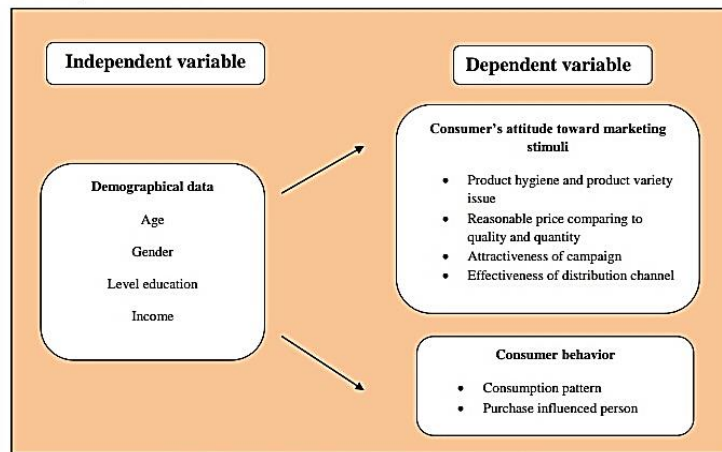 Independent variable
Dependent variable
Demographical data
Age
Gender
Level education
Income
Consumer's attitude toward marketing
stimuli
• Product hygiene and product variety
issue
• Reasonable price comparing to
quality and quantity
• Attractiveness of campaign
• Effectiveness of distribution channel
Consumer behavior
• Consumption pattern
• Purchase influenced person